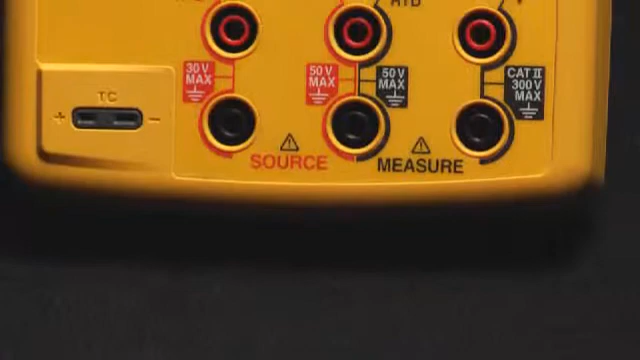 RTD
V
30 V
MAX
50 V
MAX
50 V
MAX
CAT II
300 V
MAX
TC
+ −
SOURCE
MEASURE